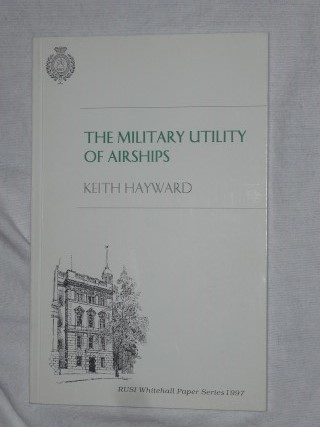 THE MILITARY UTILITY
OF AIRSHIPS
KEITH HAYWARD
RUSI Whitehall Paper Series 1997